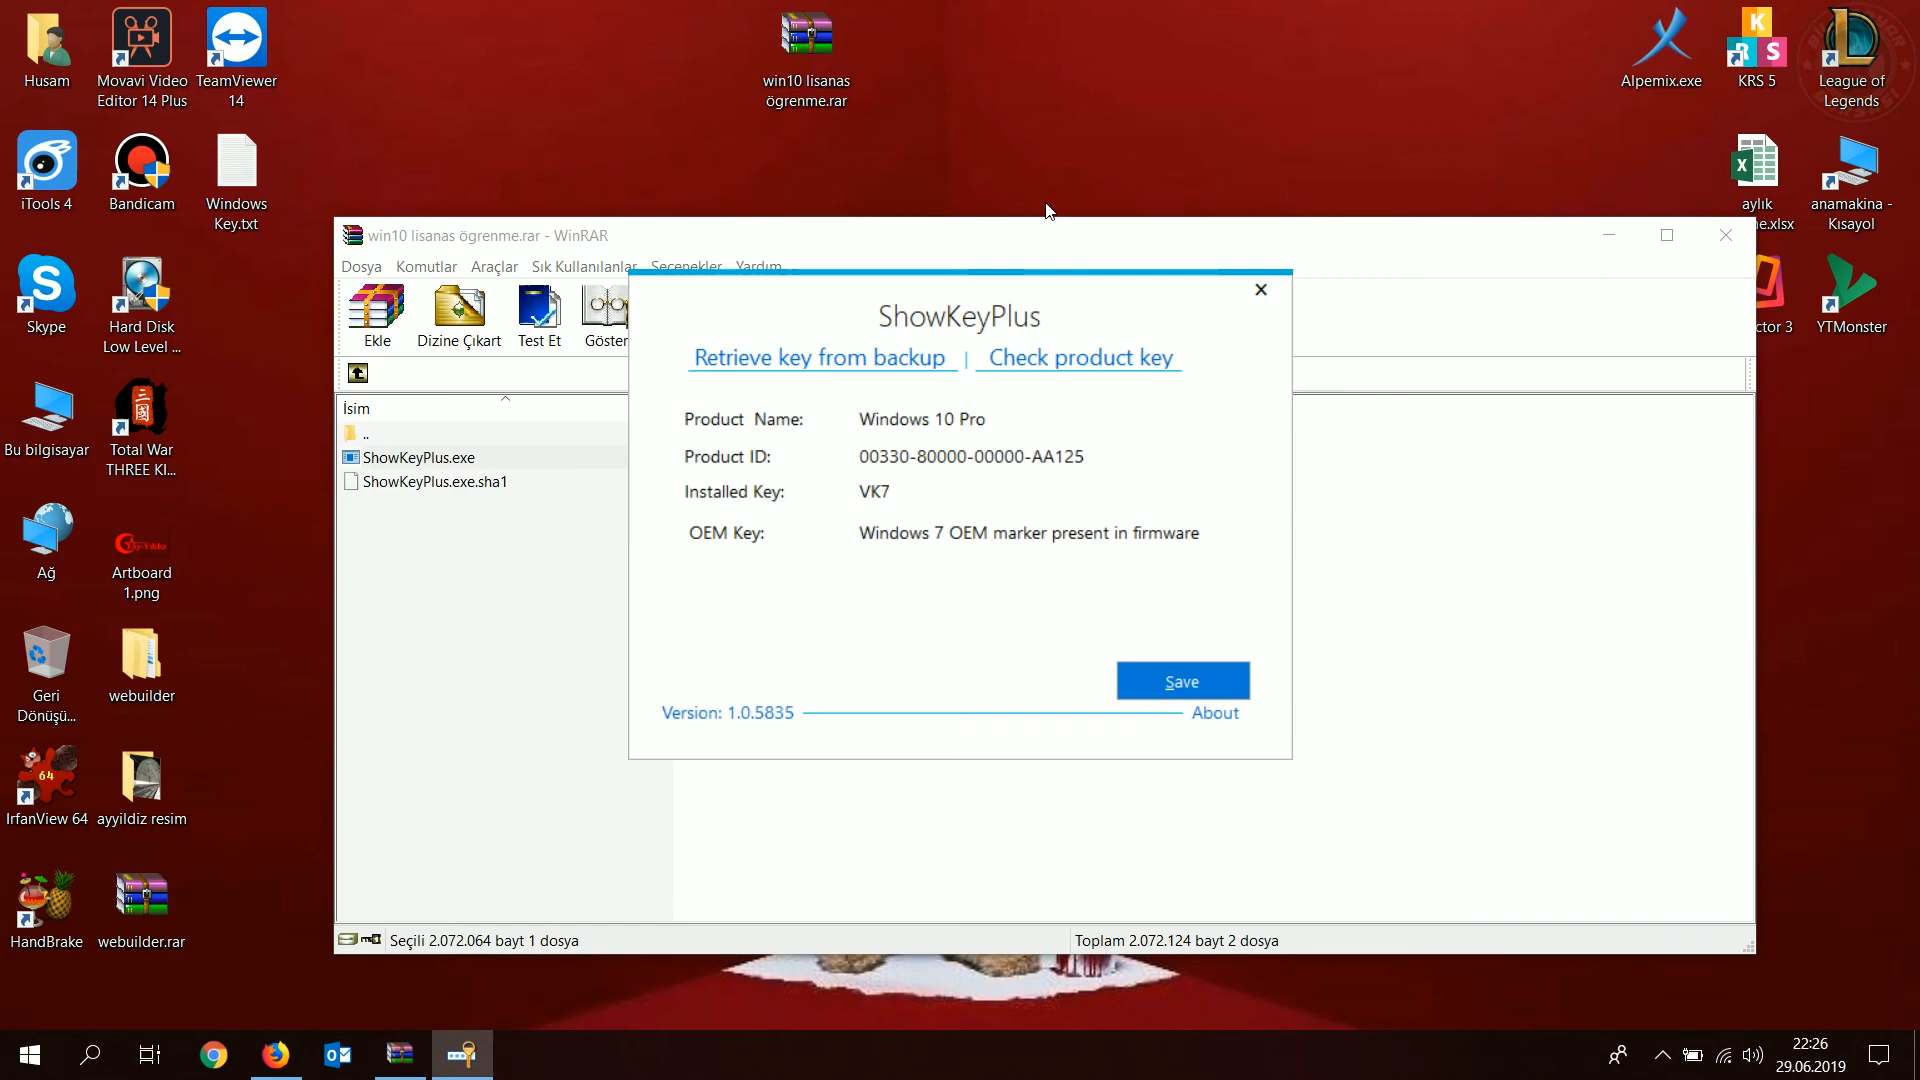 Husam
Movavi Video
Editor 14 Plus
TeamViewer
14
win10 lisanas
ögrenme.rar
Alpemix.exe
K
R S
KRS 5
League of
Legends
iTools 4
Bandicam
Windows
Key.txt
aylık
ne.xlsx
anamakina -
Kısayol
win10 lisanas ögrenme.rar - WinRAR
Dosya Komutlar Araçlar Sık Kullanılanlar Seçenekler Yardım
Ekle
Dizine Çıkart
Test Et
Göster
ShowKeyPlus
Retrieve key from backup | Check product key
Product Name: Windows 10 Pro
Product ID: 00330-80000-00000-AA125
Installed Key: VK7
OEM Key: Windows 7 OEM marker present in firmware
Save
Version: 1.0.5835
About
İsim
..
ShowKeyPlus.exe
ShowKeyPlus.exe.sha1
Skype
Hard Disk
Low Level ...
ctor 3
YTMonster
Bu bilgisayar
Total War
THREE KI...
Ağ
Artboard
1.png
Geri
Dönüşü...
webuilder
64
IrfanView 64
ayyildiz resim
HandBrake
webuilder.rar
Seçili 2.072.064 bayt 1 dosya
Toplam 2.072.124 bayt 2 dosya
22:26
29.06.2019